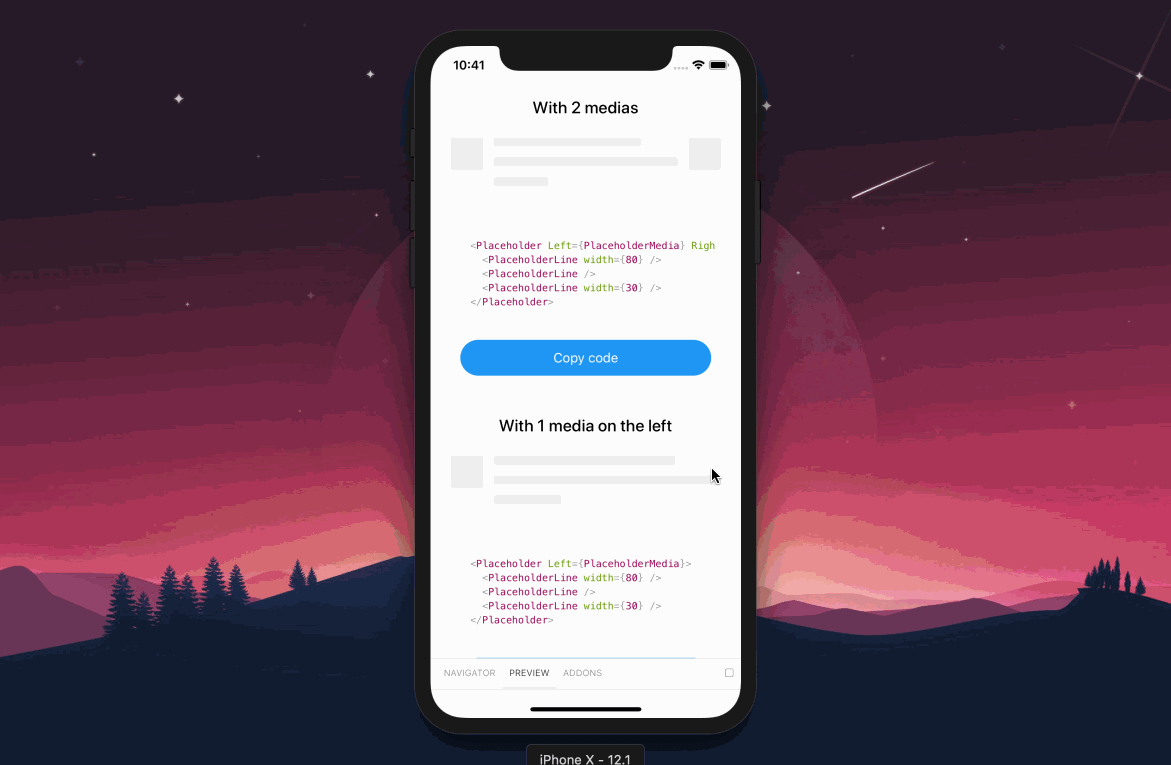 10:41
With 2 medias
<Placeholder Left={PlaceholderMedia} Righ
<PlaceholderLine width={80} />
<PlaceholderLine />
<PlaceholderLine width={30} />
</Placeholder>
Copy code
With 1 media on the left
<Placeholder Left={PlaceholderMedia}>
<PlaceholderLine width={80} />
<PlaceholderLine />
<PlaceholderLine width={30} />
</Placeholder>
NAVIGATOR PREVIEW ADDONS
iPhone X - 12.1